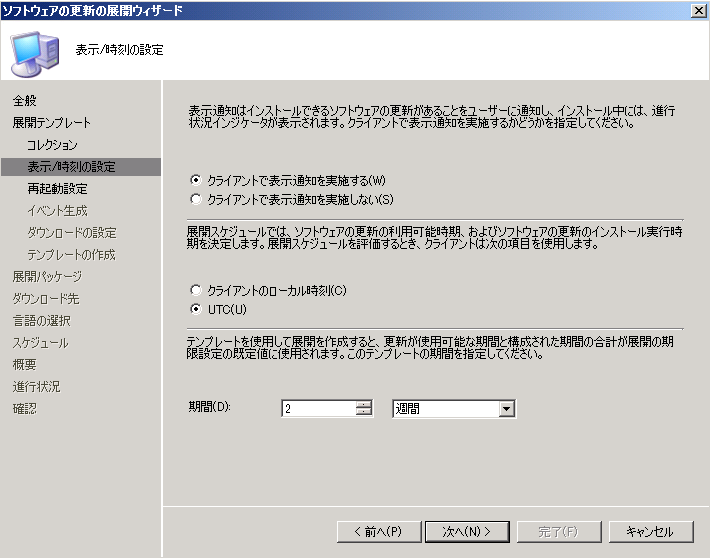 ソフトウェアの更新の展開ウィザード
表示/時刻の設定
全般
展開テンプレート
コレクション
表示/時刻の設定
再起動設定
イベント生成
ダウンロードの設定
テンプレートの作成
展開パッケージ
ダウンロード先
言語の選択
スケジュール
概要
進行状況
確認
表示通知はインストールできるソフトウェアの更新があることをユーザーに通知し、インストール中には、進行
状況インジケータが表示されます。クライアントで表示通知を実施するかどうかを指定してください。
クライアントで表示通知を実施する(W)
クライアントで表示通知を実施しない(S)
展開スケジュールでは、ソフトウェアの更新の利用可能時期、およびソフトウェアの更新のインストール実行時
期を決定します。展開スケジュールを評価するとき、クライアントは次の項目を使用します。
クライアントのローカル時刻(C)
UTC(U)
テンプレートを使用して展開を作成すると、更新が使用可能な期間と構成された期間の合計が展開の期
限設定の既定値に使用されます。このテンプレートの期間を指定してください。
期間(D): 2 週間
< 前へ(P) 次へ(N) > 完了(F) キャンセル